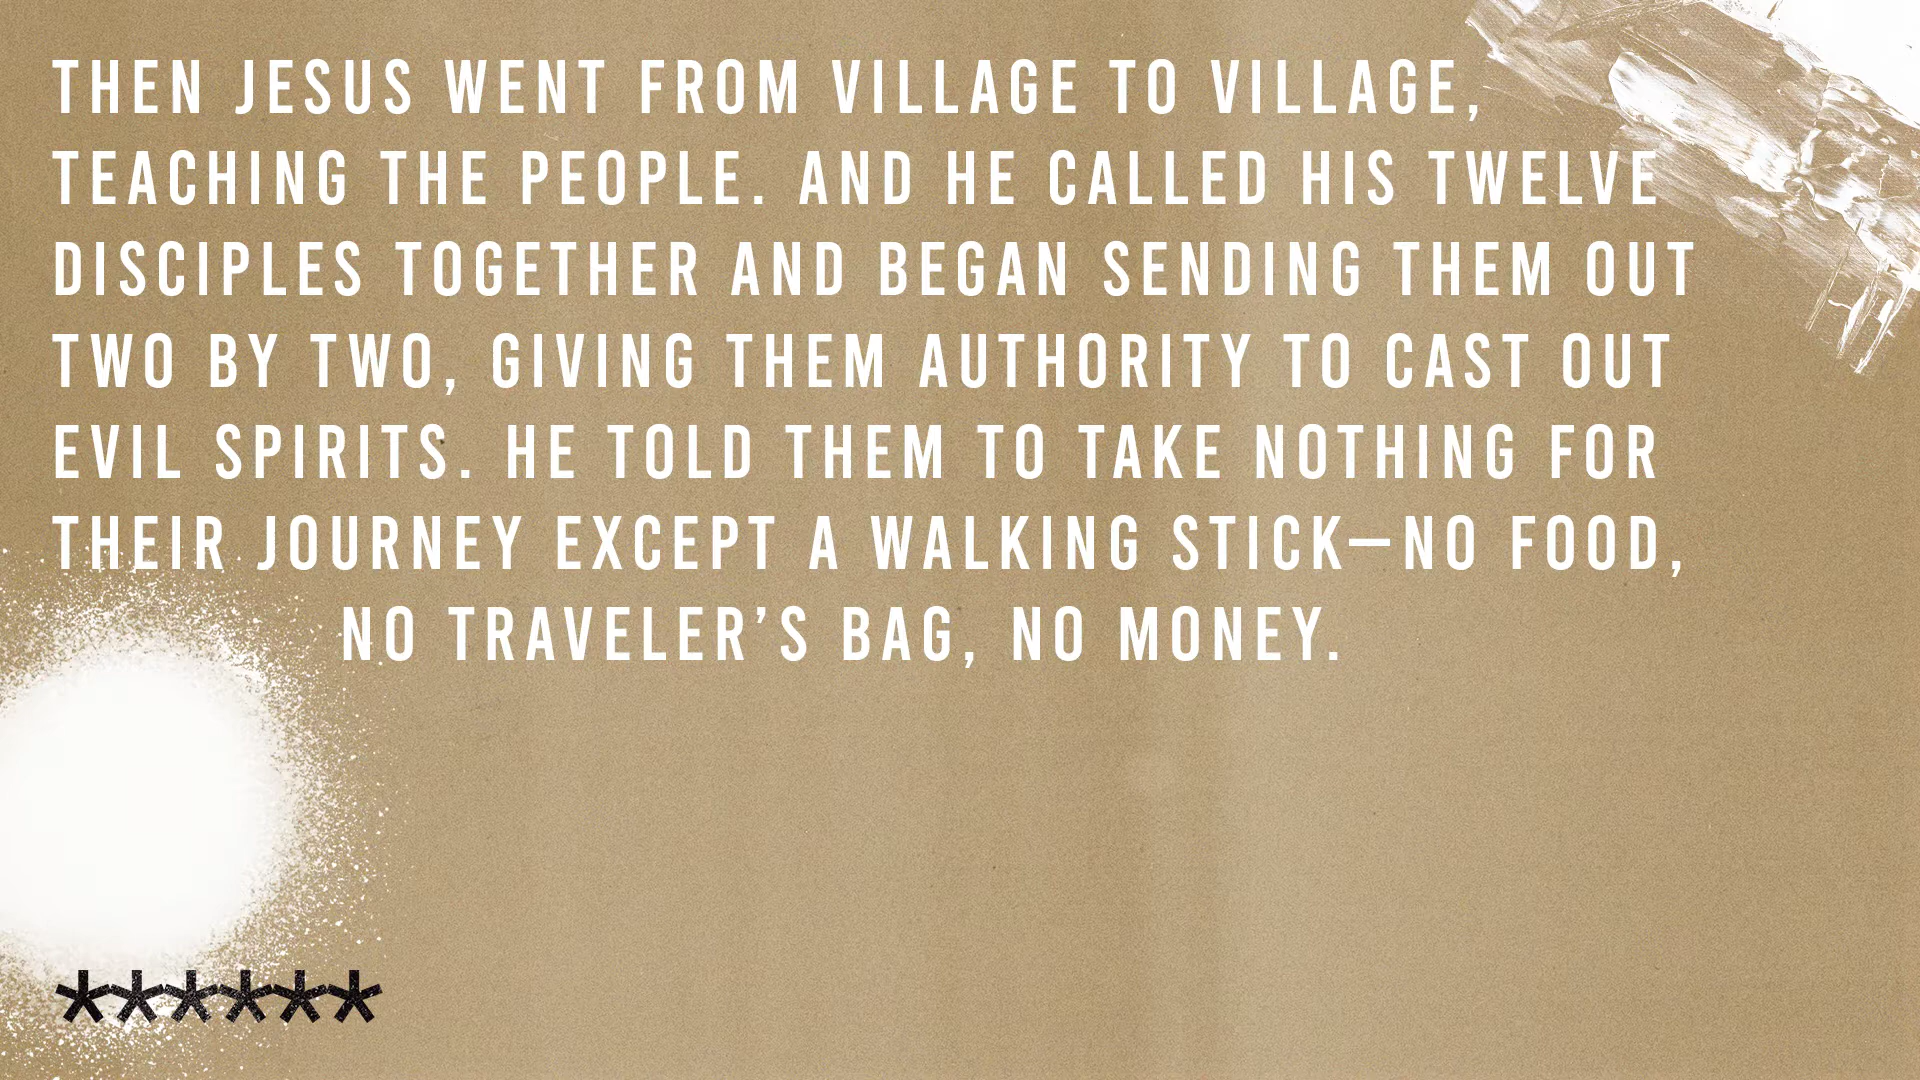 THEN JESUS WENT FROM VILLAGE TO VILLAGE,
TEACHING THE PEOPLE. AND HE CALLED HIS TWELVE
DISCIPLES TOGETHER AND BEGAN SENDING THEM OUT
TWO BY TWO, GIVING THEM AUTHORITY TO CAST OUT
EVIL SPIRITS. HE TOLD THEM TO TAKE NOTHING FOR
THEIR JOURNEY EXCEPT A WALKING STICK—NO FOOD,
NO TRAVELER’S BAG, NO MONEY.
******